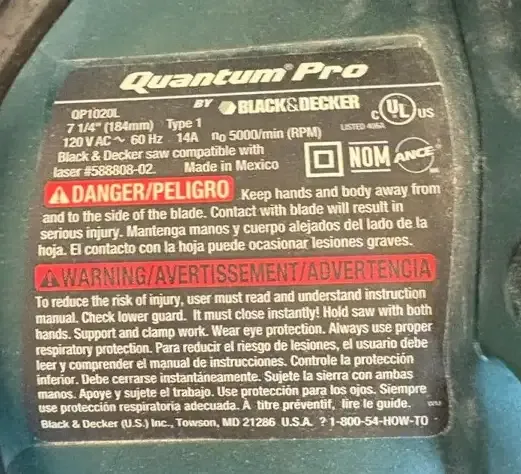 Quantum® Pro
BY BLACK&DECKER
QP1020L
7 1/4" (184mm) Type 1
120 V AC ~ 60 Hz 14A no 5000/min (RPM)
Black & Decker saw compatible with
laser #588808-02. Made in Mexico
C UL US
LISTED
NOM ANCE
DANGER/PELIGRO Keep hands and body away from
and to the side of the blade. Contact with blade will result in
serious injury. Mantenga manos y cuerpo alejados del lado de la
hoja. El contacto con la hoja puede ocasionar lesiones graves.
WARNING/AVERTISSEMENT/ADVERTENCIA
To reduce the risk of injury, user must read and understand instruction
manual. Check lower guard. It must close instantly! Hold saw with both
hands. Support and clamp work. Wear eye protection. Always use proper
respiratory protection. Para reducir el riesgo de lesiones, el usuario debe
leer y comprender el manual de instrucciones. Controle la protección
inferior. Debe cerrarse instantáneamente. Sujete la sierra con ambas
manos. Apoye y sujete el trabajo. Use protección para los ojos. Siempre
use protección respiratoria adecuada. À titre préventif, lire le guide.
Black & Decker (U.S.) Inc., Towson, MD 21286 U.S.A. ? 1-800-54-HOW-TO